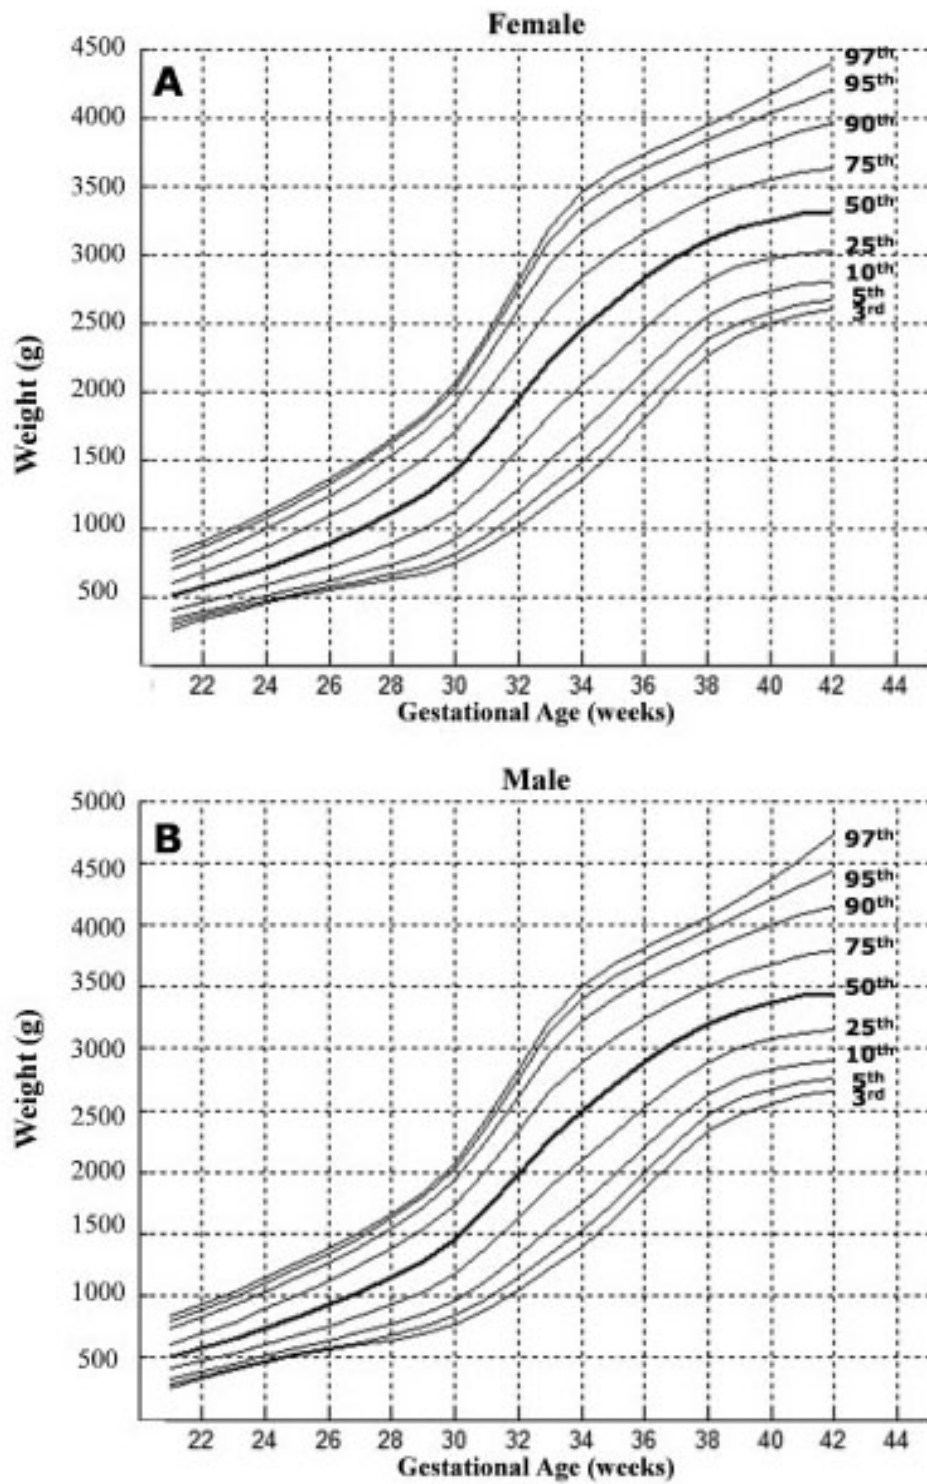 Female
A
4500
4000
3500
3000
2500
2000
1500
1000
500
Weight (g)
97th
95th
90th
75th
50th
25th
10th
5th
3rd
22 24 26 28 30 32 34 36 38 40 42 44
Gestational Age (weeks)
Male
B
5000
4500
4000
3500
3000
2500
2000
1500
1000
500
Weight (g)
97th
95th
90th
75th
50th
25th
10th
5th
3rd
22 24 26 28 30 32 34 36 38 40 42 44
Gestational Age (weeks)